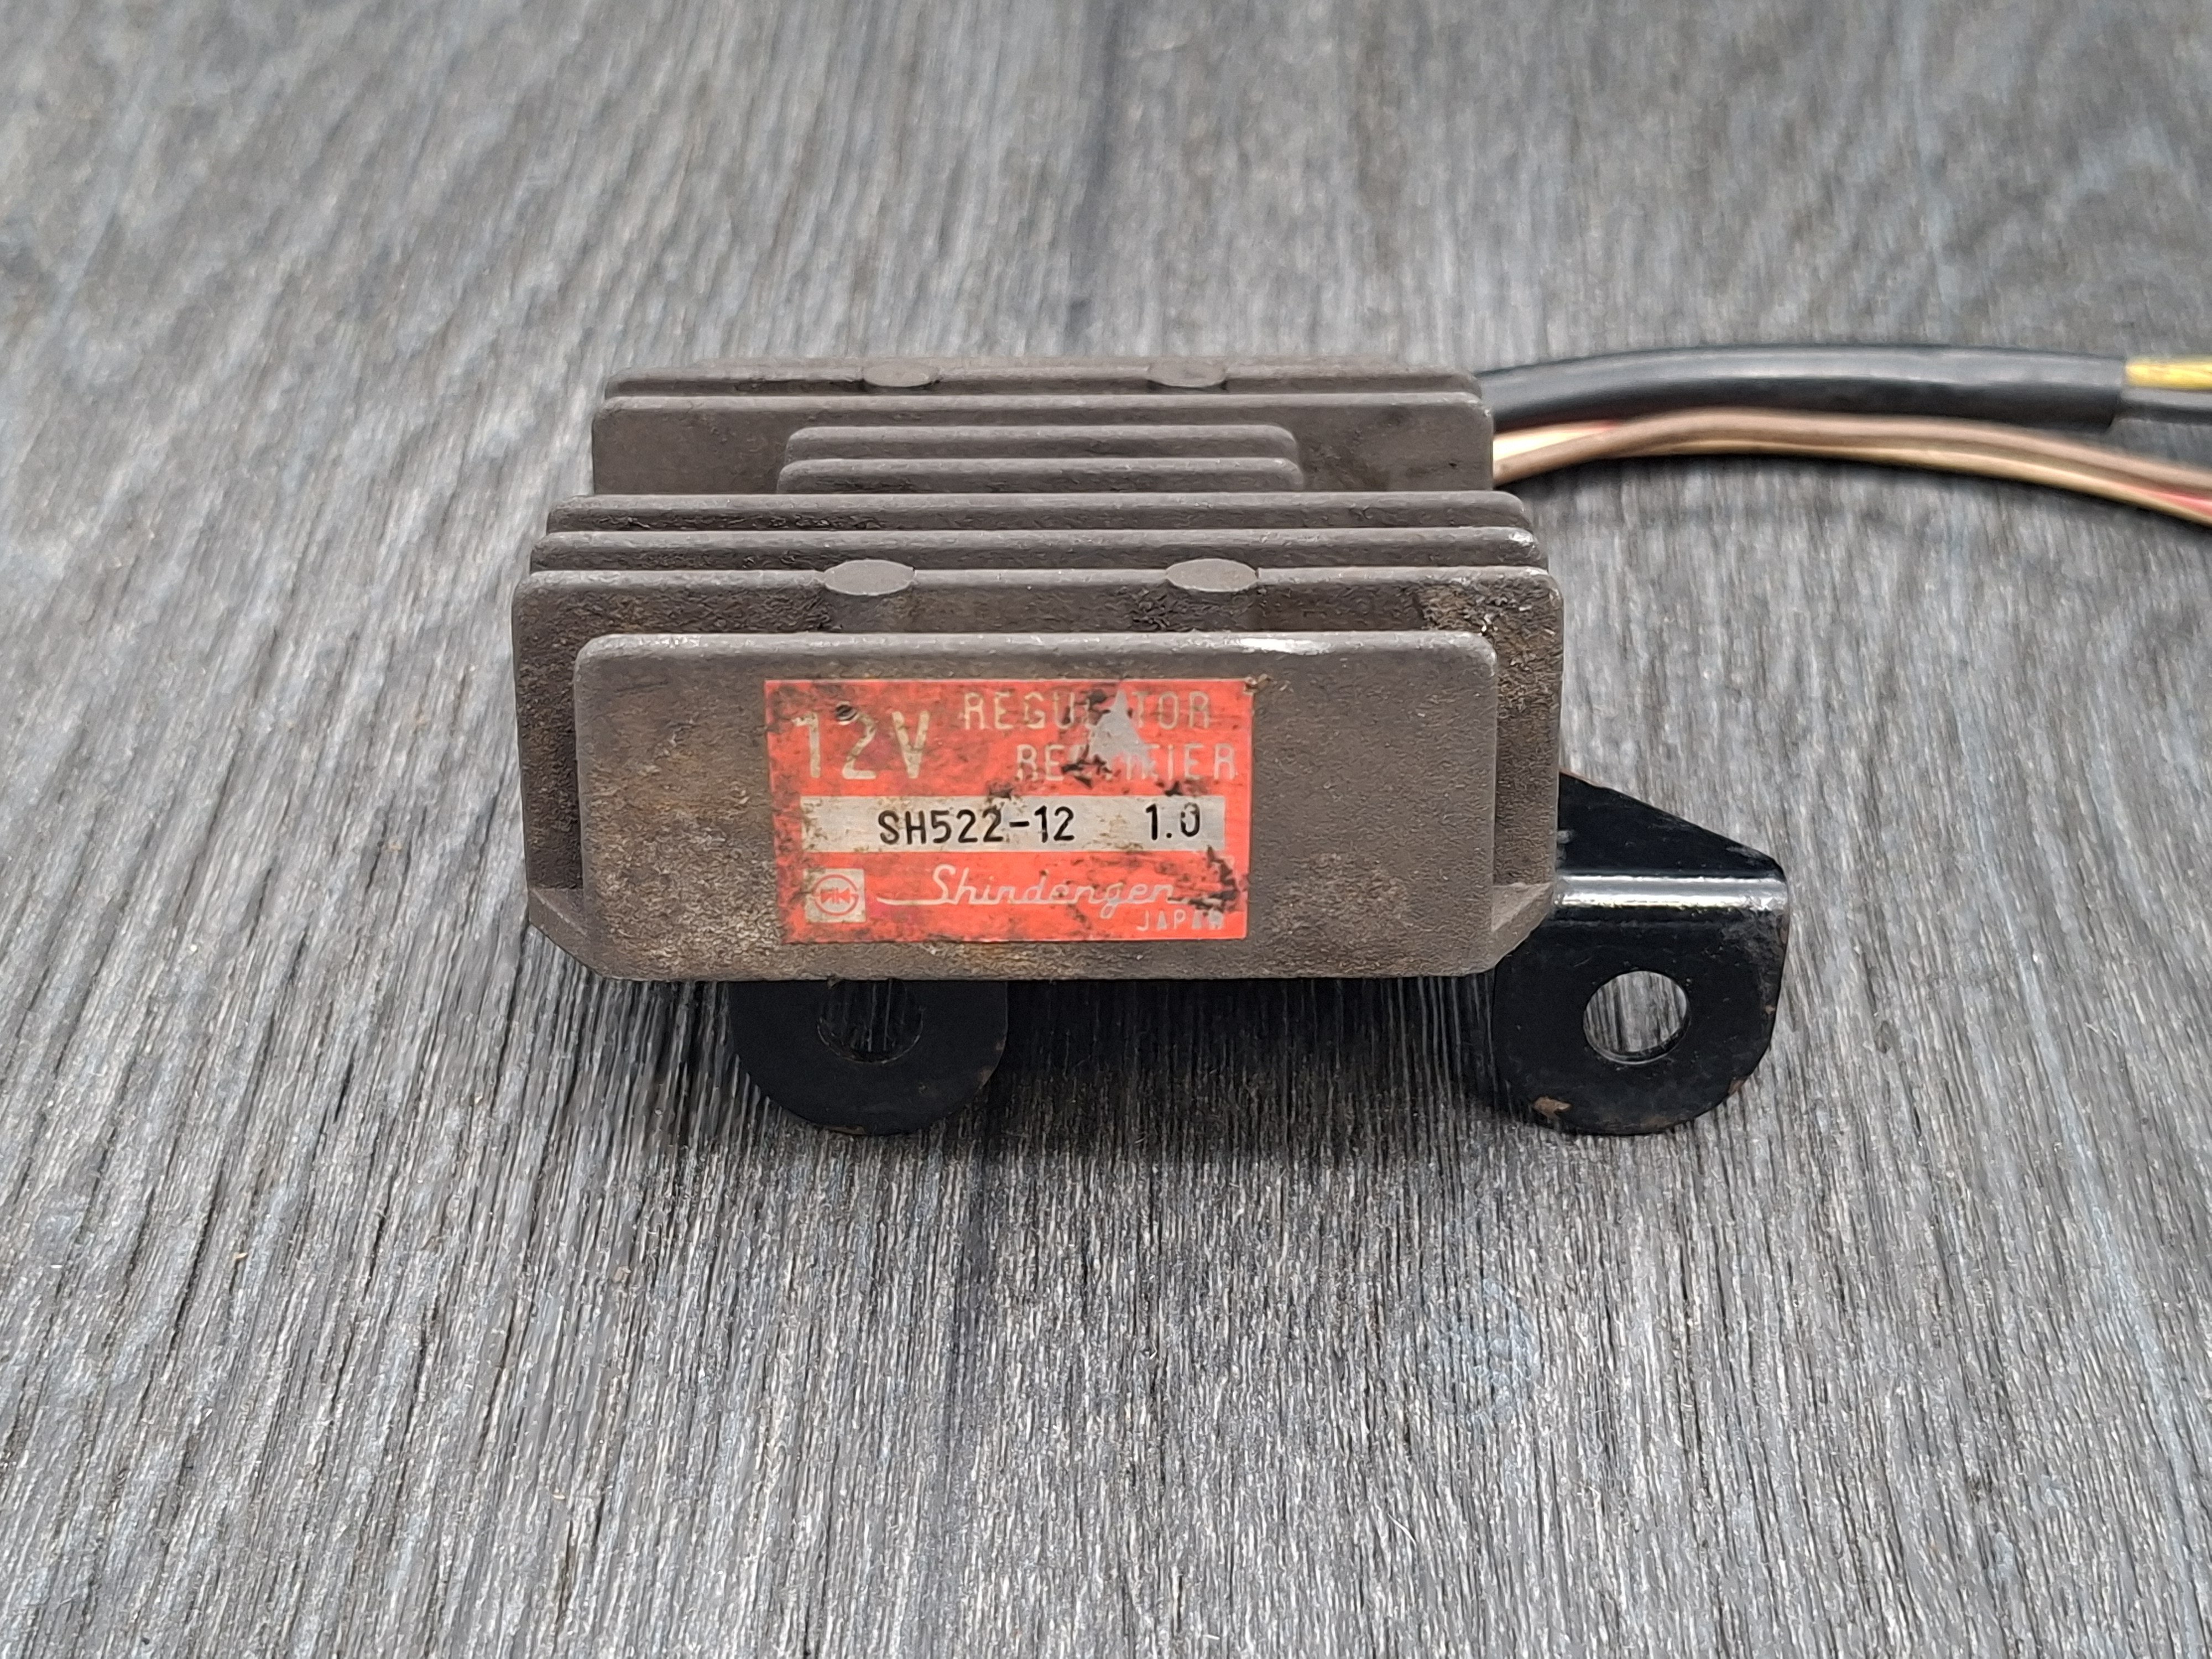 12V REGULATOR
RECTIFIER
SH522-12 1.0
Shindengen
JAPAN